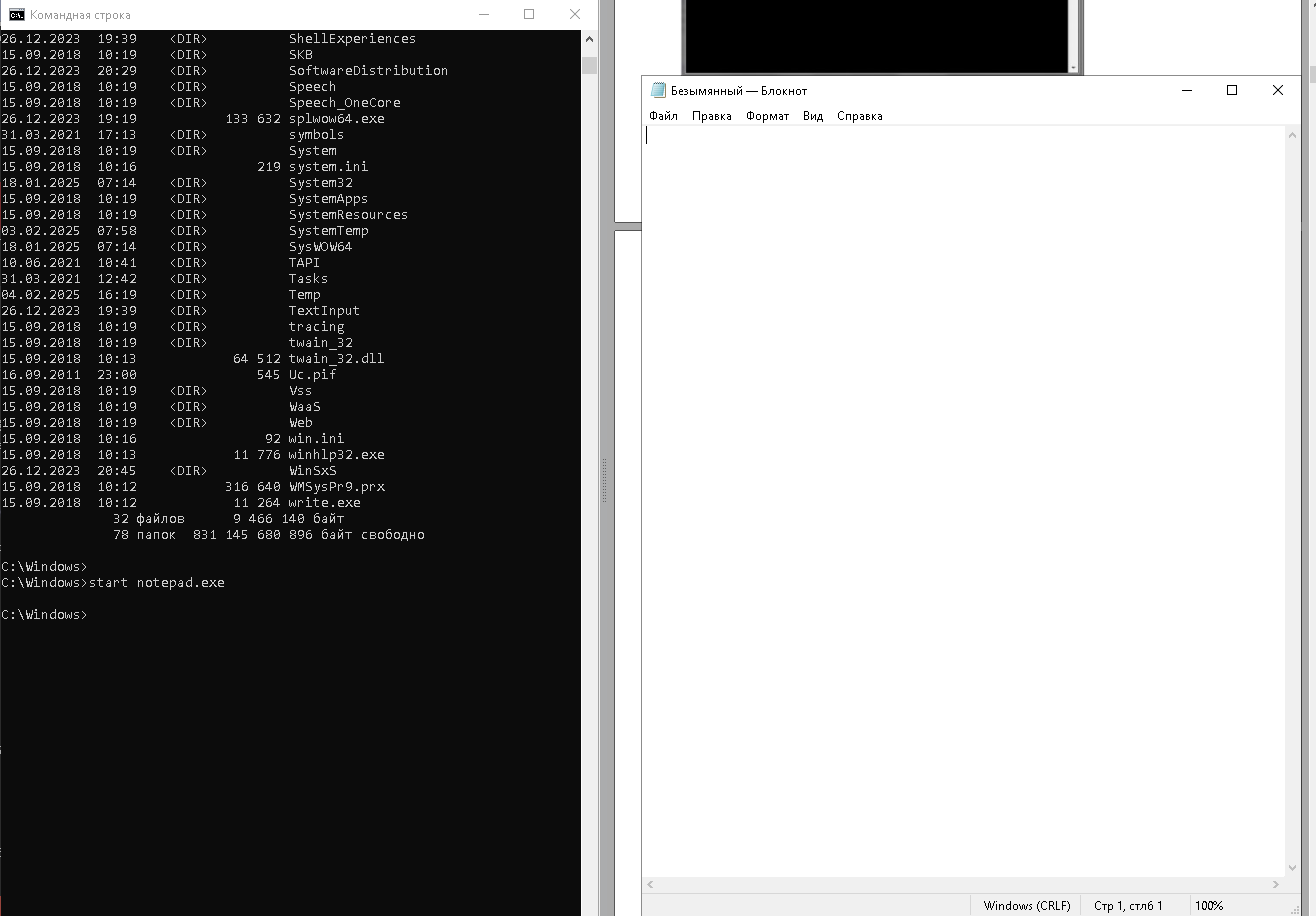 Командная строка
26.12.2023  19:39    <DIR>          ShellExperiences
15.09.2018  10:19    <DIR>          SKB
26.12.2023  20:29    <DIR>          SoftwareDistribution
15.09.2018  10:19    <DIR>          Speech
15.09.2018  10:19    <DIR>          Speech_OneCore
26.12.2023  19:19           133 632 splwow64.exe
31.03.2021  17:13    <DIR>          symbols
15.09.2018  10:19    <DIR>          System
15.09.2018  10:16               219 system.ini
18.01.2025  07:14    <DIR>          System32
15.09.2018  10:19    <DIR>          SystemApps
15.09.2018  10:19    <DIR>          SystemResources
03.02.2025  07:58    <DIR>          SystemTemp
18.01.2025  07:14    <DIR>          SysWOW64
10.06.2021  10:41    <DIR>          TAPI
31.03.2021  12:42    <DIR>          Tasks
04.02.2025  16:19    <DIR>          Temp
26.12.2023  19:39    <DIR>          TextInput
15.09.2018  10:19    <DIR>          tracing
15.09.2018  10:19    <DIR>          twain_32
15.09.2018  10:13            64 512 twain_32.dll
16.09.2011  23:00               545 Uc.pif
15.09.2018  10:19    <DIR>          Vss
15.09.2018  10:19    <DIR>          WaaS
15.09.2018  10:19    <DIR>          Web
15.09.2018  10:16                92 win.ini
15.09.2018  10:13            11 776 winhlp32.exe
26.12.2023  20:45    <DIR>          WinSxS
15.09.2018  10:12           316 640 WMSysPr9.prx
15.09.2018  10:12            11 264 write.exe
32 файлов      9 466 140 байт
78 папок  831 145 680 896 байт свободно
C:\Windows>
C:\Windows>start notepad.exe
C:\Windows>
Безымянный — Блокнот
Файл Правка Формат Вид Справка
Windows (CRLF) Стр 1, стлб 1 100%